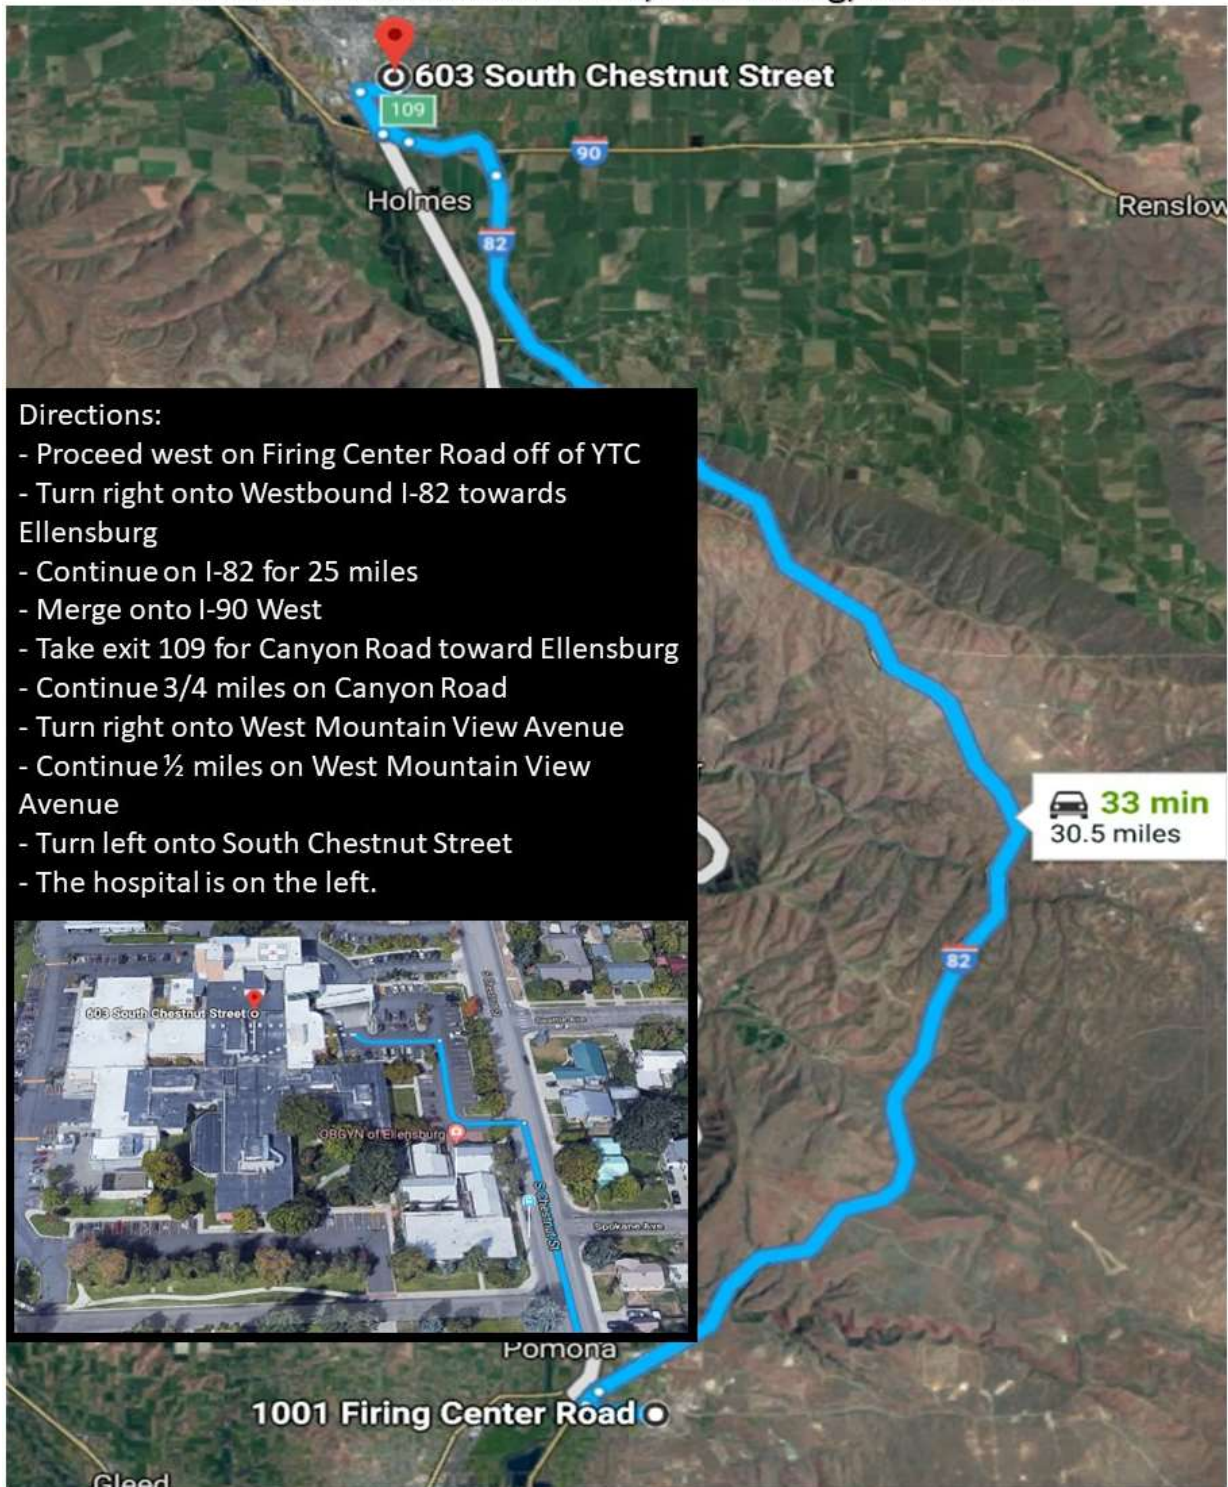 603 South Chestnut Street
109
90
Holmes
Renslow
82
Directions:
- Proceed west on Firing Center Road off of YTC
- Turn right onto Westbound I-82 towards
Ellensburg
- Continue on I-82 for 25 miles
- Merge onto I-90 West
- Take exit 109 for Canyon Road toward Ellensburg
- Continue 3/4 miles on Canyon Road
- Turn right onto West Mountain View Avenue
- Continue ½ miles on West Mountain View
Avenue
- Turn left onto South Chestnut Street
- The hospital is on the left.
33 min
30.5 miles
82
603 South Chestnut Street
OBGYN of Ellensburg
S Chestnut St
Spokane Ave
Pomona
1001 Firing Center Road
Gleed